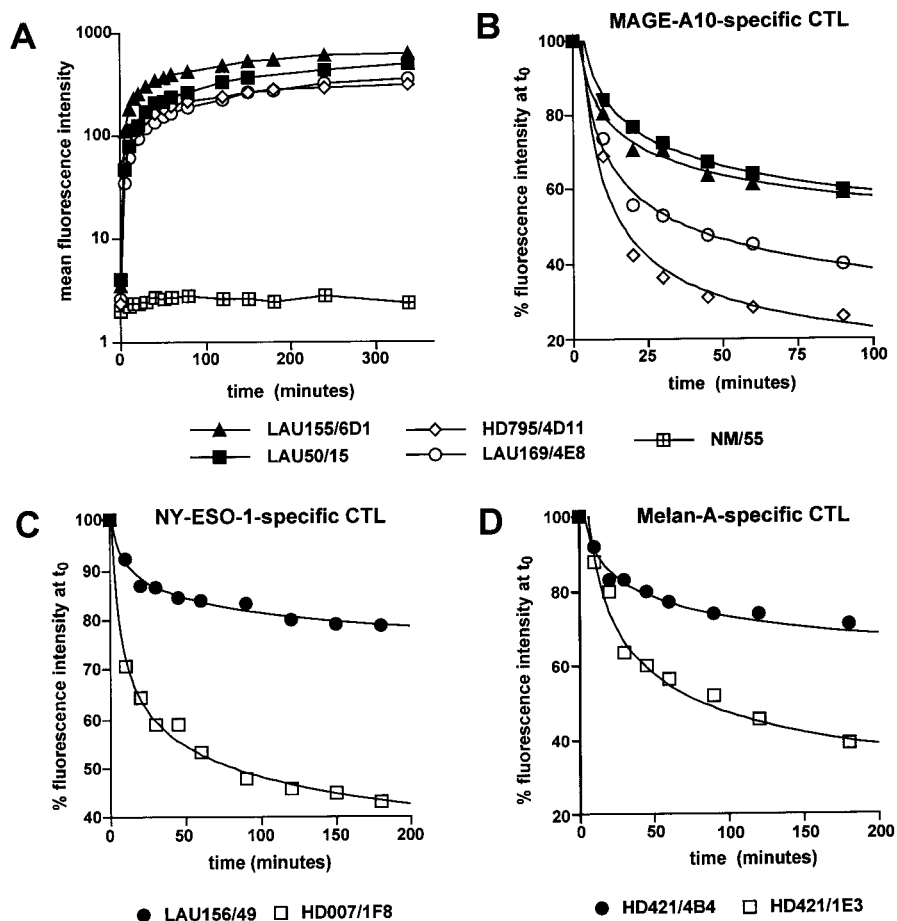 A
1000
100
10
1
mean fluorescence intensity
0 100 200 300
time (minutes)
B
MAGE-A10-specific CTL
100
80
60
40
20
% fluorescence intensity at t0
0 25 50 75 100
time (minutes)
LAU155/6D1 HD795/4D11 NM/55
LAU50/15 LAU169/4E8
C
NY-ESO-1-specific CTL
100
90
80
70
60
50
40
% fluorescence intensity at t0
0 50 100 150 200
time (minutes)
LAU156/49 HD007/1F8
D
Melan-A-specific CTL
100
80
60
40
20
% fluorescence intensity at t0
0 50 100 150 200
time (minutes)
HD421/4B4 HD421/1E3